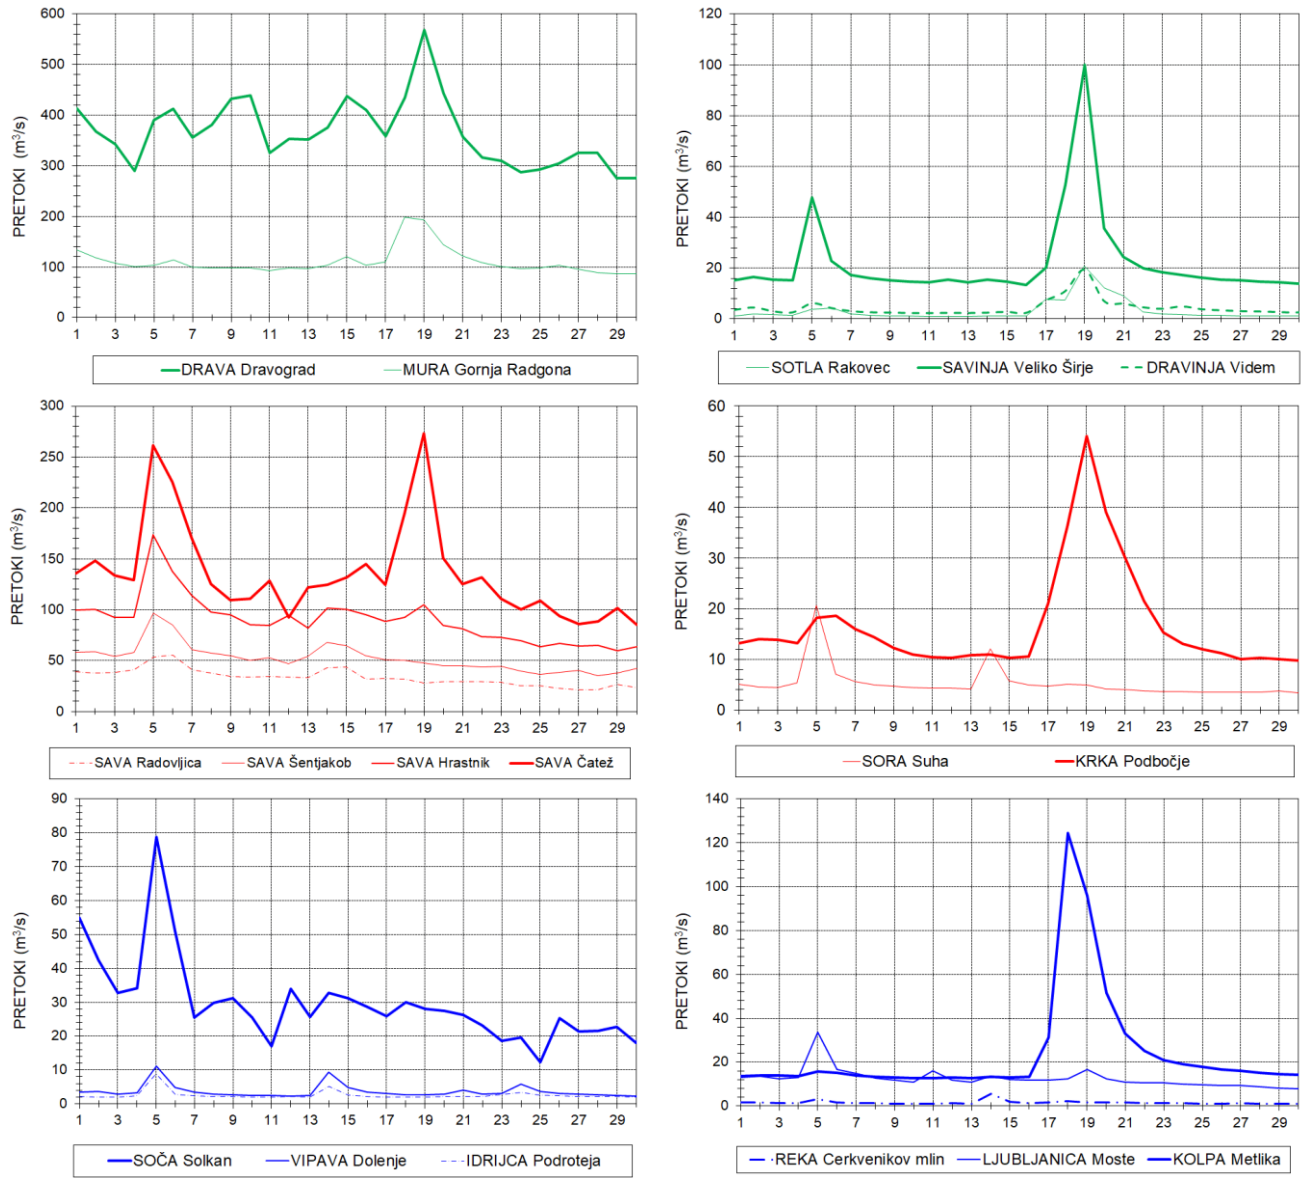 600
500
400
300
200
100
0
PRETOKI (m³/s)
1 3 5 7 9 11 13 15 17 19 21 23 25 27 29
DRAVA Dravograd MURA Gornja Radgona
120
100
80
60
40
20
0
PRETOKI (m³/s)
1 3 5 7 9 11 13 15 17 19 21 23 25 27 29
SOTLA Rakovec SAVINJA Veliko Širje DRAVINJA Videm
300
250
200
150
100
50
0
PRETOKI (m³/s)
1 3 5 7 9 11 13 15 17 19 21 23 25 27 29
SAVA Radovljica SAVA Šentjakob SAVA Hrastnik SAVA Čatež
60
50
40
30
20
10
0
PRETOKI (m³/s)
1 3 5 7 9 11 13 15 17 19 21 23 25 27 29
SORA Suha KRKA Podbočje
90
80
70
60
50
40
30
20
10
0
PRETOKI (m³/s)
1 3 5 7 9 11 13 15 17 19 21 23 25 27 29
SOČA Solkan VIPAVA Dolenje IDRIJCA Podroteja
140
120
100
80
60
40
20
0
PRETOKI (m³/s)
1 3 5 7 9 11 13 15 17 19 21 23 25 27 29
REKA Cerkvenikov mlin LJUBLJANICA Moste KOLPA Metlika